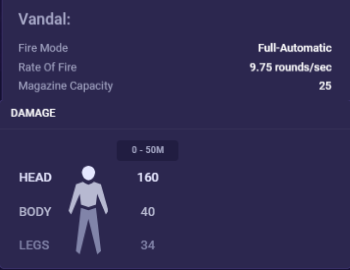 Vandal:
Fire Mode Full-Automatic
Rate Of Fire 9.75 rounds/sec
Magazine Capacity 25
DAMAGE
0 - 50M
HEAD 160
BODY 40
LEGS 34